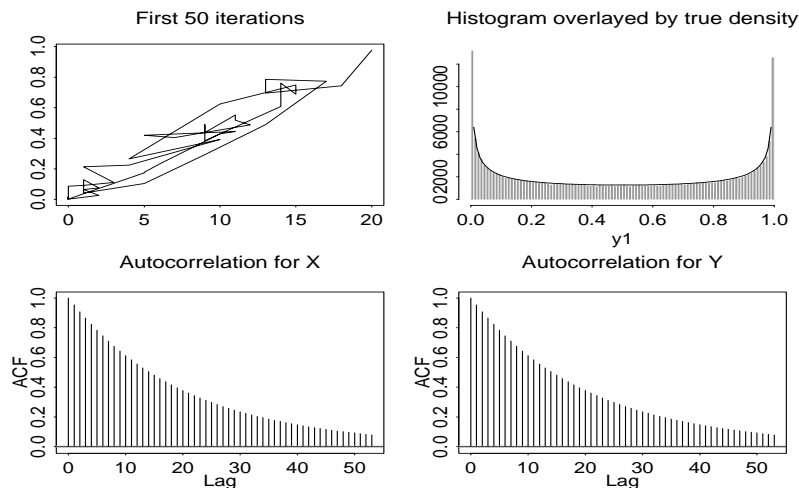 First 50 iterations
1.0
0.8
0.6
0.4
0.2
0.0
0 5 10 15 20
Histogram overlayed by true density
10000
6000
0 2000
0.0 0.2 0.4 0.6 0.8 1.0
y1
Autocorrelation for X
ACF
1.0
0.8
0.6
0.4
0.2
0.0
0 10 20 30 40 50
Lag
Autocorrelation for Y
ACF
1.0
0.8
0.6
0.4
0.2
0.0
0 10 20 30 40 50
Lag